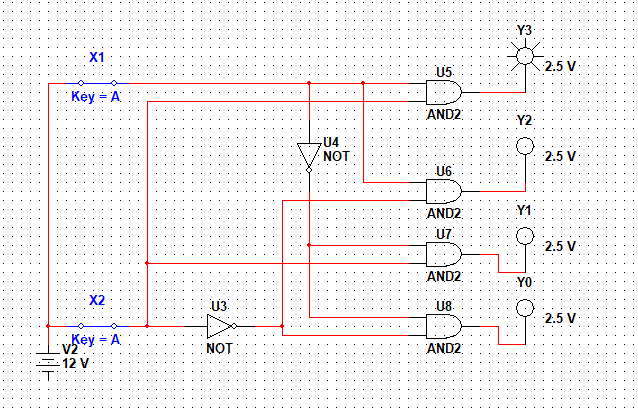 Y3
X1
2.5 V
U5
Key = A
AND2
Y2
U4
NOT
2.5 V
U6
AND2
Y1
U7
2.5 V
AND2
Y0
X2
U3
U8
2.5 V
Key = A
V2
NOT
AND2
12 V